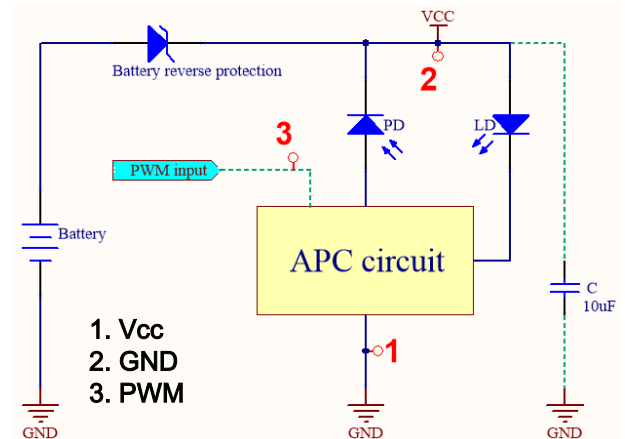 VCC
Battery reverse protection
2
PD
LD
3
PWM input
Battery
APC circuit
C
10uF
1. Vcc
2. GND
3. PWM
1
GND
GND
GND